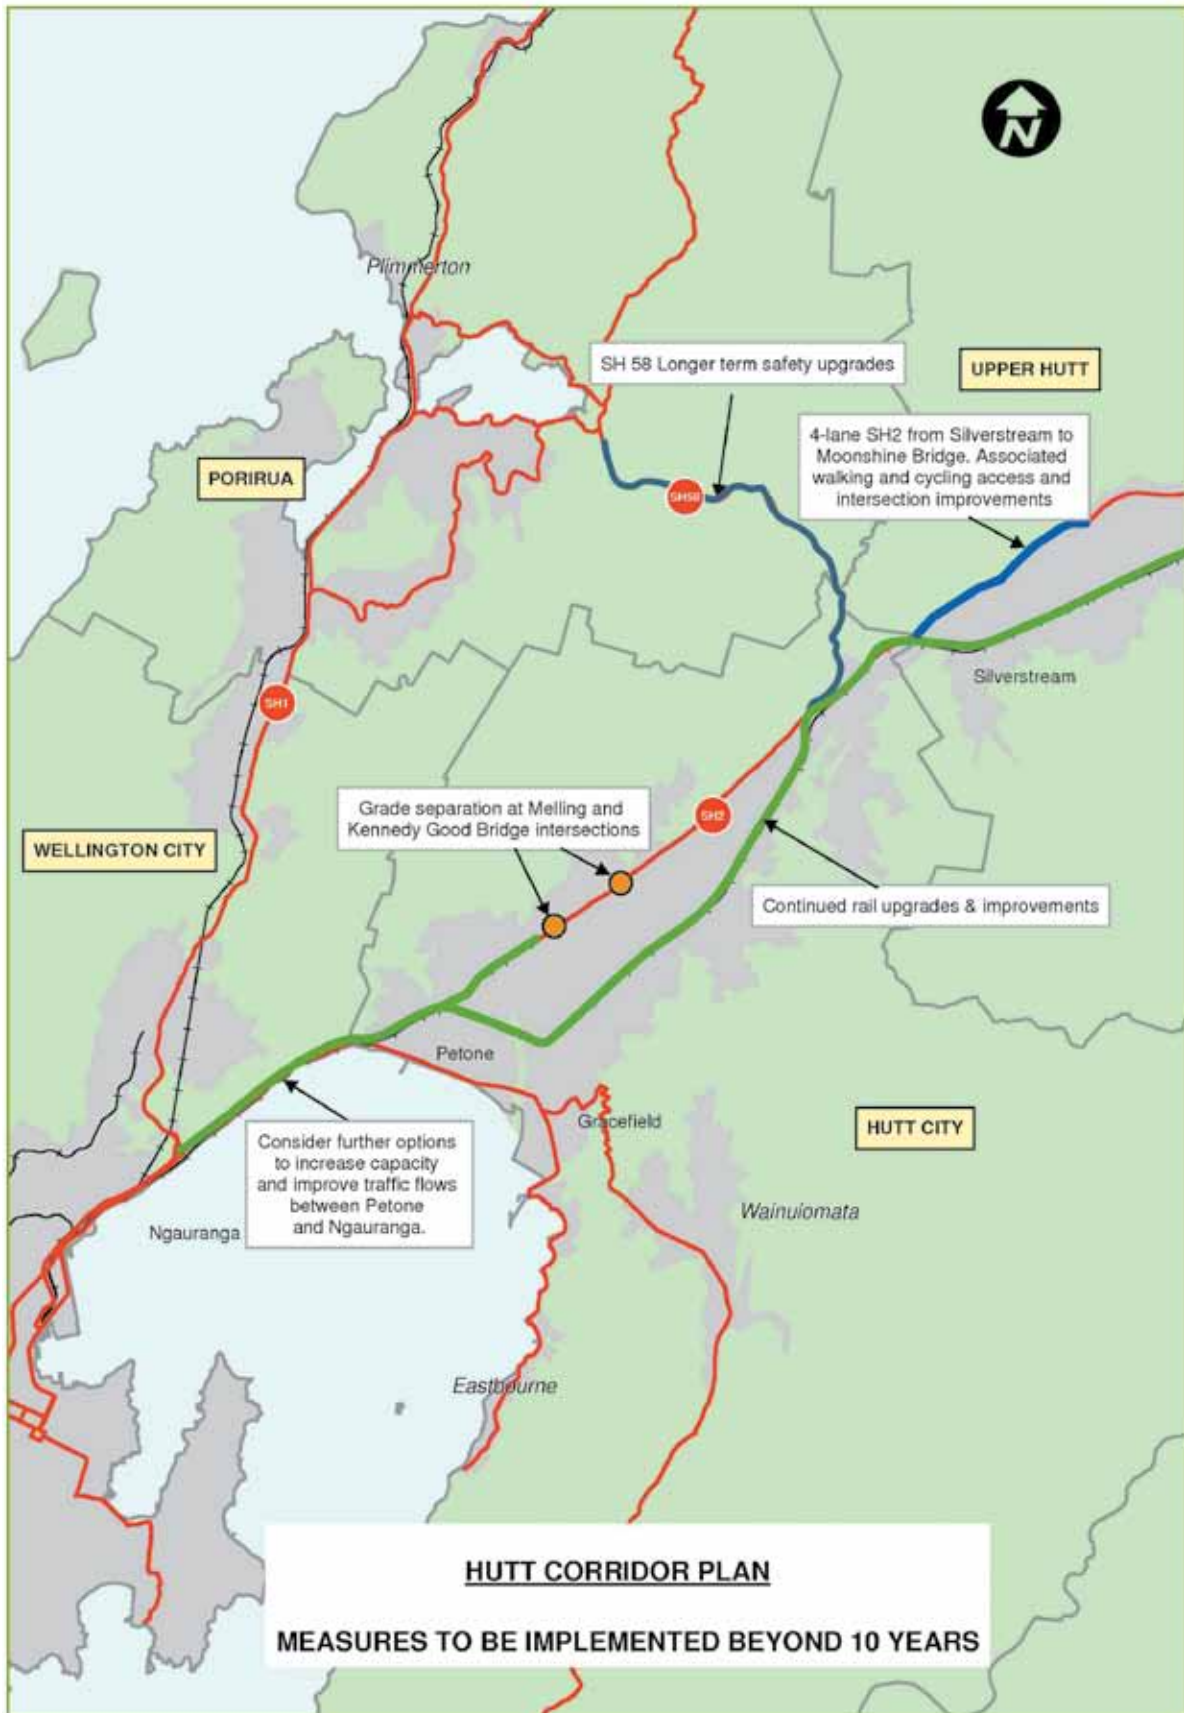 N
Plimmerton
SH 58 Longer term safety upgrades
UPPER HUTT
4-lane SH2 from Silverstream to
Moonshine Bridge. Associated
walking and cycling access and
intersection improvements
PORIRUA
SH58
Silverstream
SH1
Grade separation at Melling and
Kennedy Good Bridge intersections
SH2
WELLINGTON CITY
Continued rail upgrades & improvements
Petone
Gracefield
HUTT CITY
Consider further options
to increase capacity
and improve traffic flows
between Petone
and Ngauranga.
Ngauranga
Wainuiomata
Eastbourne
HUTT CORRIDOR PLAN
MEASURES TO BE IMPLEMENTED BEYOND 10 YEARS